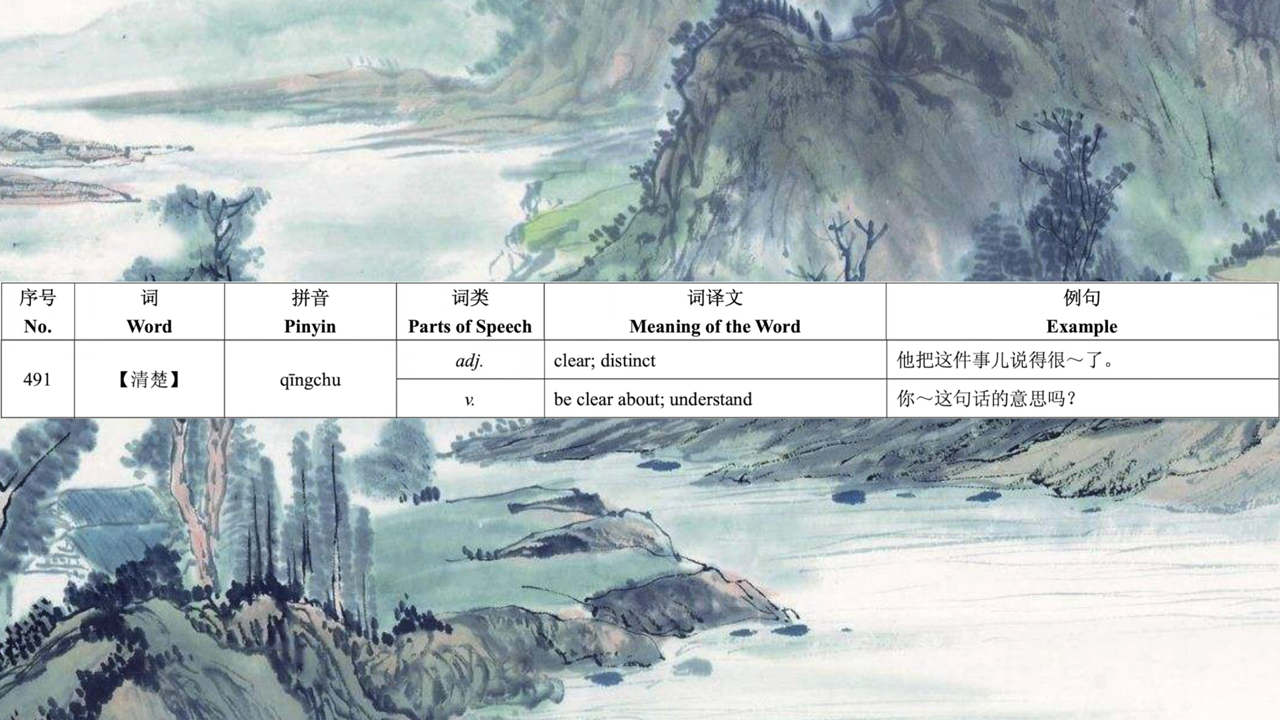 序号 词 拼音 词类 词译文 例句
No. Word Pinyin Parts of Speech Meaning of the Word Example
491 【清楚】 qīngchu adj. clear; distinct 他把这件事儿说得很～了。
v. be clear about; understand 你～这句话的意思吗？